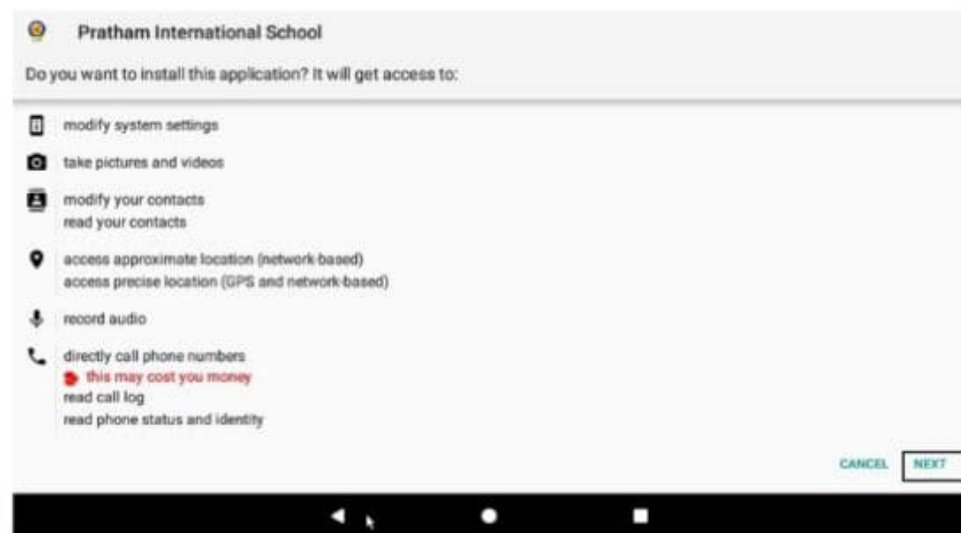 Pratham International School
Do you want to install this application? It will get access to:
modify system settings
take pictures and videos
modify your contacts
read your contacts
access approximate location (network-based)
access precise location (GPS and network-based)
record audio
directly call phone numbers
this may cost you money
read call log
read phone status and identity
CANCEL NEXT